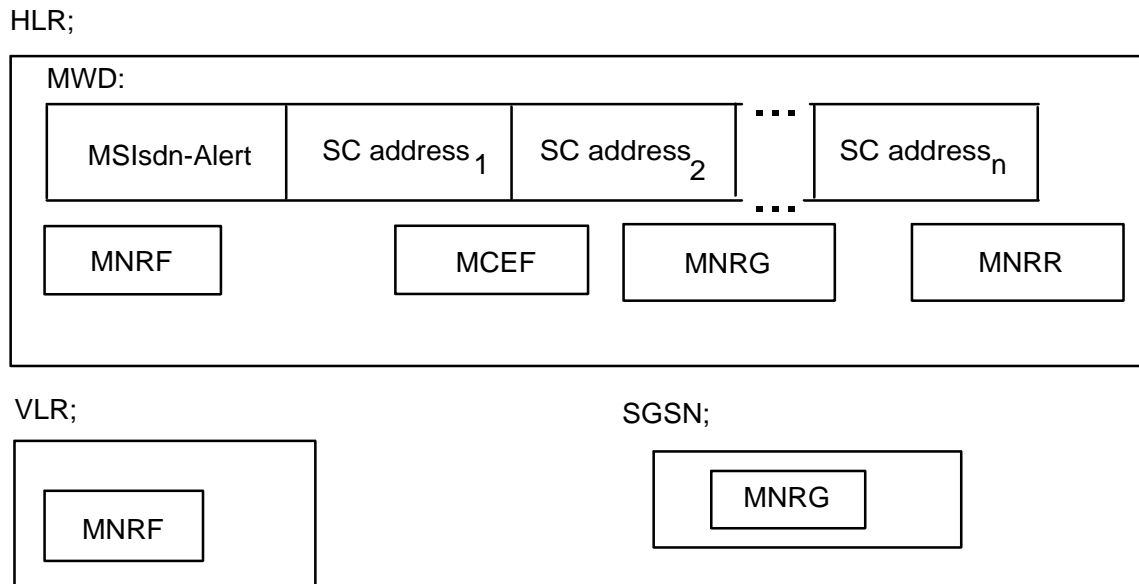 HLR;
MWD:
MSIsdn-Alert SC address1 SC address2 ... SC addressn
...
MNRF MCEF MNRG MNRR
VLR;
SGSN;
MNRG
MNRF